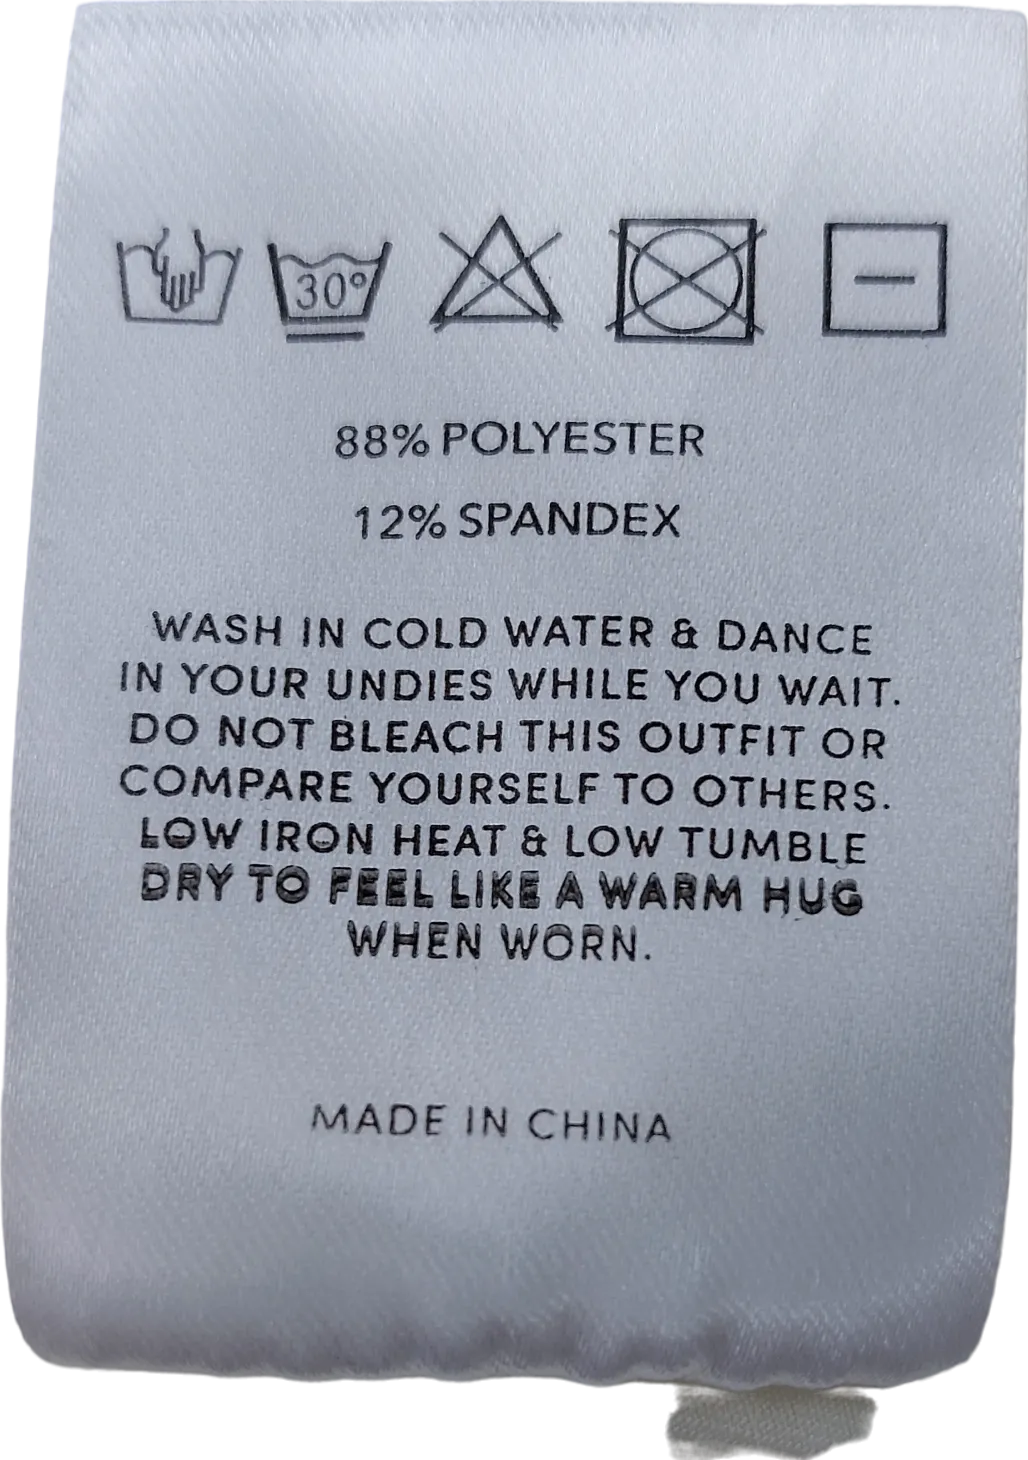 30°
88% POLYESTER
12% SPANDEX
WASH IN COLD WATER & DANCE
IN YOUR UNDIES WHILE YOU WAIT.
DO NOT BLEACH THIS OUTFIT OR
COMPARE YOURSELF TO OTHERS.
LOW IRON HEAT & LOW TUMBLE
DRY TO FEEL LIKE A WARM HUG
WHEN WORN.
MADE IN CHINA